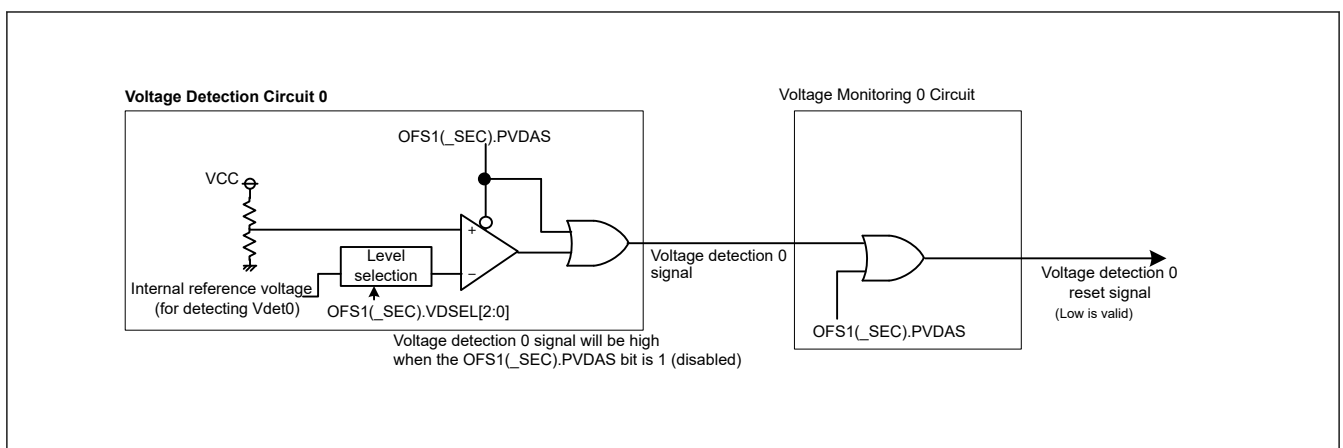 Voltage Detection Circuit 0
Voltage Monitoring 0 Circuit
OFS1(_SEC).PVDAS
VCC
+
Level
selection
−
Internal reference voltage
(for detecting Vdet0)
OFS1(_SEC).VDSEL[2:0]
Voltage detection 0
signal
Voltage detection 0 signal will be high
when the OFS1(_SEC).PVDAS bit is 1 (disabled)
OFS1(_SEC).PVDAS
Voltage detection 0
reset signal
(Low is valid)